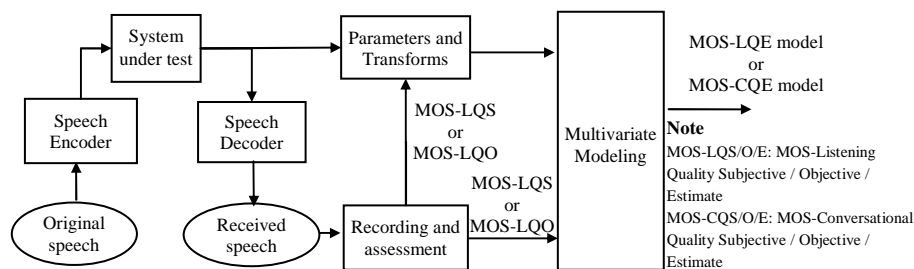 System
under test
Parameters and
Transforms
MOS-LQE model
or
MOS-CQE model
Speech
Encoder
Speech
Decoder
MOS-LQS
or
MOS-LQO
Multivariate
Modeling
Note
MOS-LQS/O/E: MOS-Listening
Quality Subjective / Objective /
Estimate
MOS-CQS/O/E: MOS-Conversational
Quality Subjective / Objective /
Estimate
MOS-LQS
or
MOS-LQO
Original
speech
Received
speech
Recording and
assessment